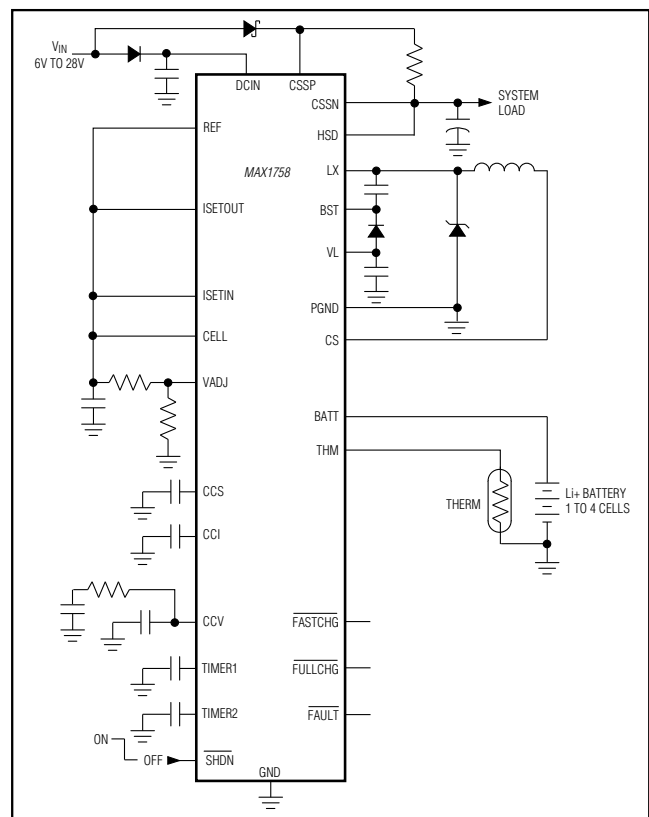 VIN
6V TO 28V
DCIN
CSSP
CSSN
SYSTEM
LOAD
REF
HSD
MAX1758
LX
ISETOUT
BST
VL
ISETIN
PGND
CELL
CS
VADJ
BATT
THM
CCS
THERM
Li+ BATTERY
1 TO 4 CELLS
CCI
CCV
FASTCHG
TIMER1
FULLCHG
TIMER2
FAULT
ON
OFF
SHDN
GND